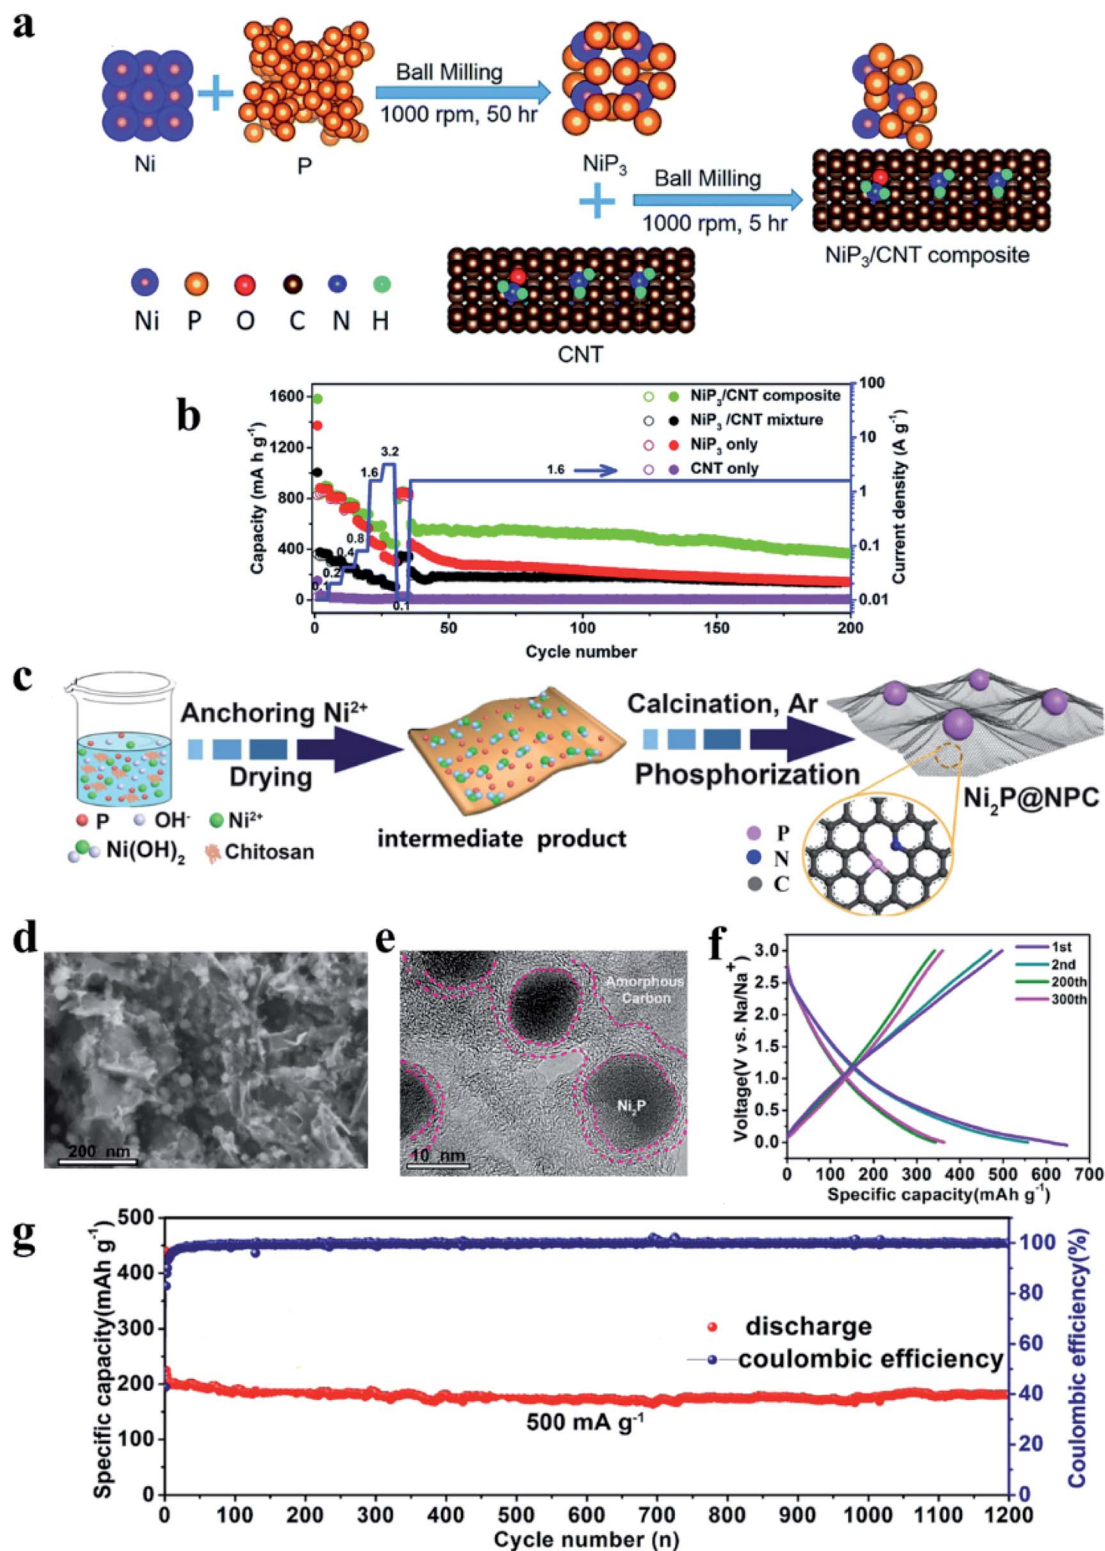 a
Ni
P
Ball Milling
1000 rpm, 50 hr
NiP₃
Ball Milling
1000 rpm, 5 hr
NiP₃/CNT composite
Ni P O C N H
CNT
b
Capacity (mA h g⁻¹)
1600
1200
800
400
0
0.1
0.2
0.4
0.8
1.6
3.2
0.1
1.6
NiP₃/CNT composite
NiP₃ /CNT mixture
NiP₃ only
CNT only
100
10
1
0.1
0.01
Current density (A g⁻¹)
0 50 100 150 200
Cycle number
c
Anchoring Ni²⁺
Drying
P OH⁻ Ni²⁺
Ni(OH)₂ Chitosan
intermediate product
Calcination, Ar
Phosphorization
Ni₂P@NPC
P
N
C
d
200 nm
e
Amorphous
Carbon
Ni₂P
10 nm
f
Voltage(V vs. Na/Na⁺)
3.0
2.5
2.0
1.5
1.0
0.5
0.0
1st
2nd
200th
300th
0 100 200 300 400 500 600 700
Specific capacity(mAh g⁻¹)
g
Specific capacity(mAh g⁻¹)
500
450
400
350
300
250
200
150
100
50
0
discharge
coulombic efficiency
500 mA g⁻¹
100
80
60
40
20
0
Coulombic efficiency(%)
0 100 200 300 400 500 600 700 800 900 1000 1100 1200
Cycle number (n)